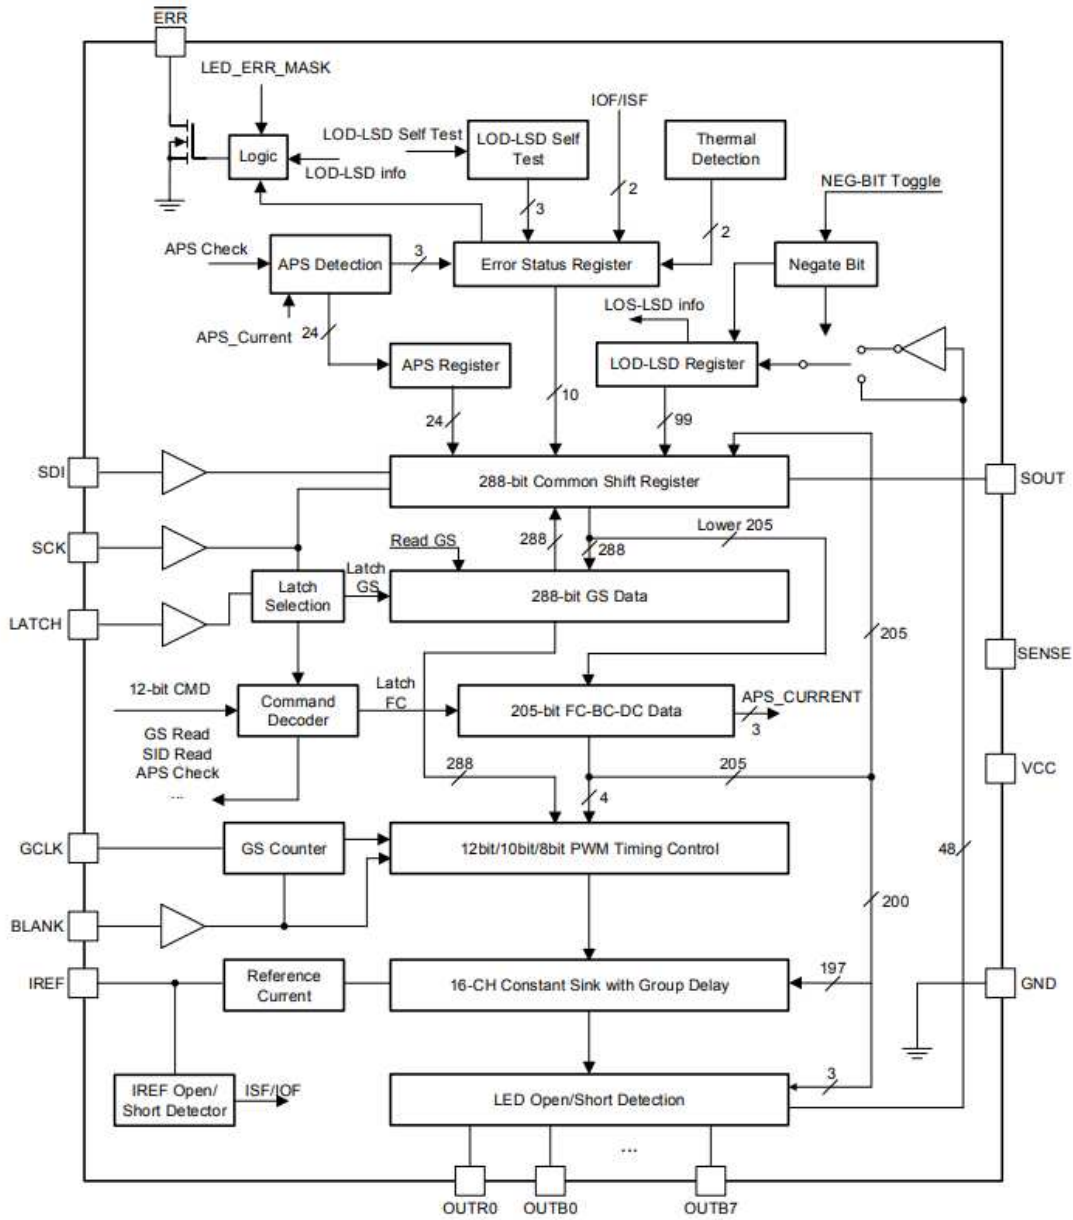 ERR
LED_ERR_MASK
IOF/ISF
LOD-LSD Self Test
LOD-LSD Self
Test
Thermal
Detection
Logic
LOD-LSD info
NEG-BIT Toggle
3
2
2
APS Check
APS Detection
3
Error Status Register
Negate Bit
APS_Current
24
LOS-LSD info
APS Register
LOD-LSD Register
10
24
99
SDI
288-bit Common Shift Register
SOUT
Lower 205
SCK
Read GS
288
288
Latch
GS
Latch
Selection
288-bit GS Data
LATCH
205
SENSE
12-bit CMD
Latch
FC
Command
Decoder
205-bit FC-BC-DC Data
APS_CURRENT
3
GS Read
SID Read
APS Check
...
288
205
VCC
4
GCLK
GS Counter
12bit/10bit/8bit PWM Timing Control
48
200
BLANK
IREF
Reference
Current
16-CH Constant Sink with Group Delay
197
GND
IREF Open/
Short Detector
ISF/IOF
LED Open/Short Detection
3
...
OUTR0
OUTB0
OUTB7